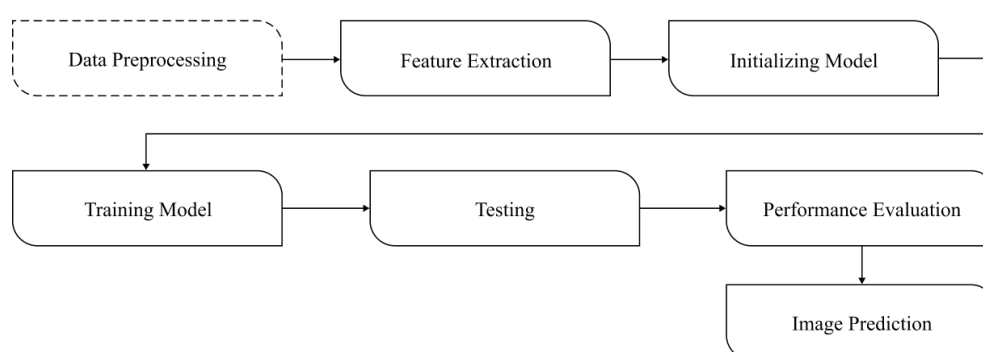 Data Preprocessing
Feature Extraction
Initializing Model
Training Model
Testing
Performance Evaluation
Image Prediction